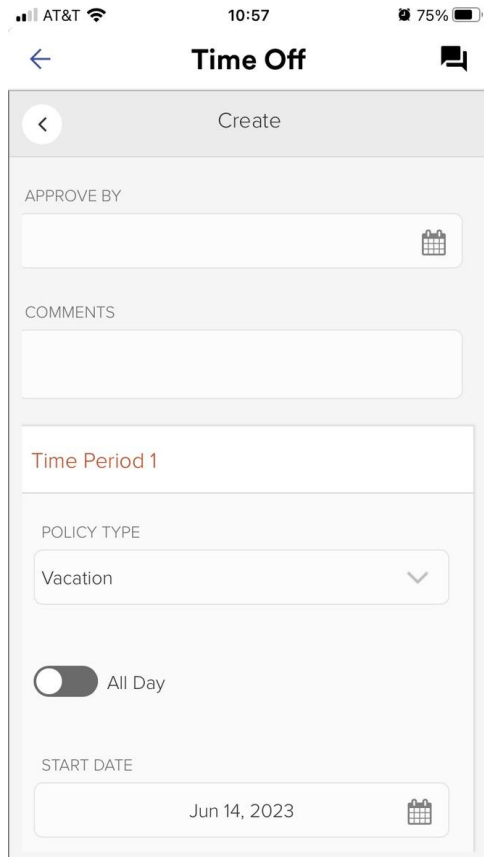 AT&T 10:57 75%
Time Off
Create
APPROVE BY
COMMENTS
Time Period 1
POLICY TYPE
Vacation
All Day
START DATE
Jun 14, 2023